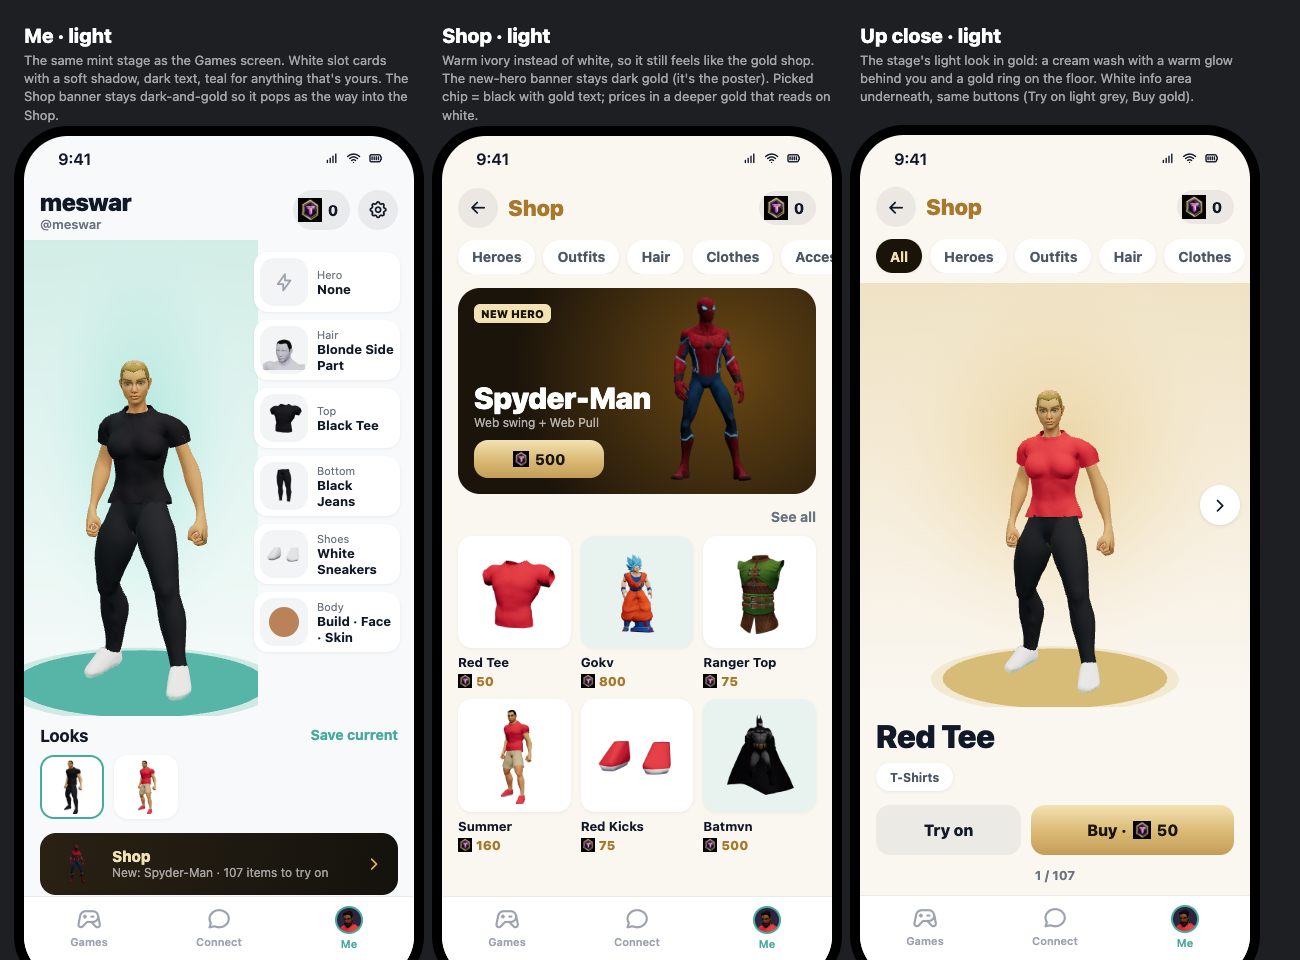 Me · light
The same mint stage as the Games screen. White slot cards
with a soft shadow, dark text, teal for anything that's yours. The
Shop banner stays dark-and-gold so it pops as the way into the
Shop.
9:41
meswar
@meswar
0
Hero
None
Hair
Blonde Side
Part
Top
Black Tee
Bottom
Black
Jeans
Shoes
White
Sneakers
Body
Build · Face
· Skin
Looks
Save current
Shop
New: Spyder-Man · 107 items to try on
Games
Connect
Me
Shop · light
Warm ivory instead of white, so it still feels like the gold shop.
The new-hero banner stays dark gold (it's the poster). Picked
chip = black with gold text; prices in a deeper gold that reads on
white.
9:41
Shop
0
Heroes
Outfits
Hair
Clothes
Acces
NEW HERO
Spyder-Man
Web swing + Web Pull
500
See all
Red Tee
50
Gokv
800
Ranger Top
75
Summer
160
Red Kicks
75
Batmvn
500
Games
Connect
Me
Up close · light
The stage's light look in gold: a cream wash with a warm glow
behind you and a gold ring on the floor. White info area
underneath, same buttons (Try on light grey, Buy gold).
9:41
Shop
0
All
Heroes
Outfits
Hair
Clothes
Red Tee
T-Shirts
Try on
Buy · 50
1 / 107
Games
Connect
Me